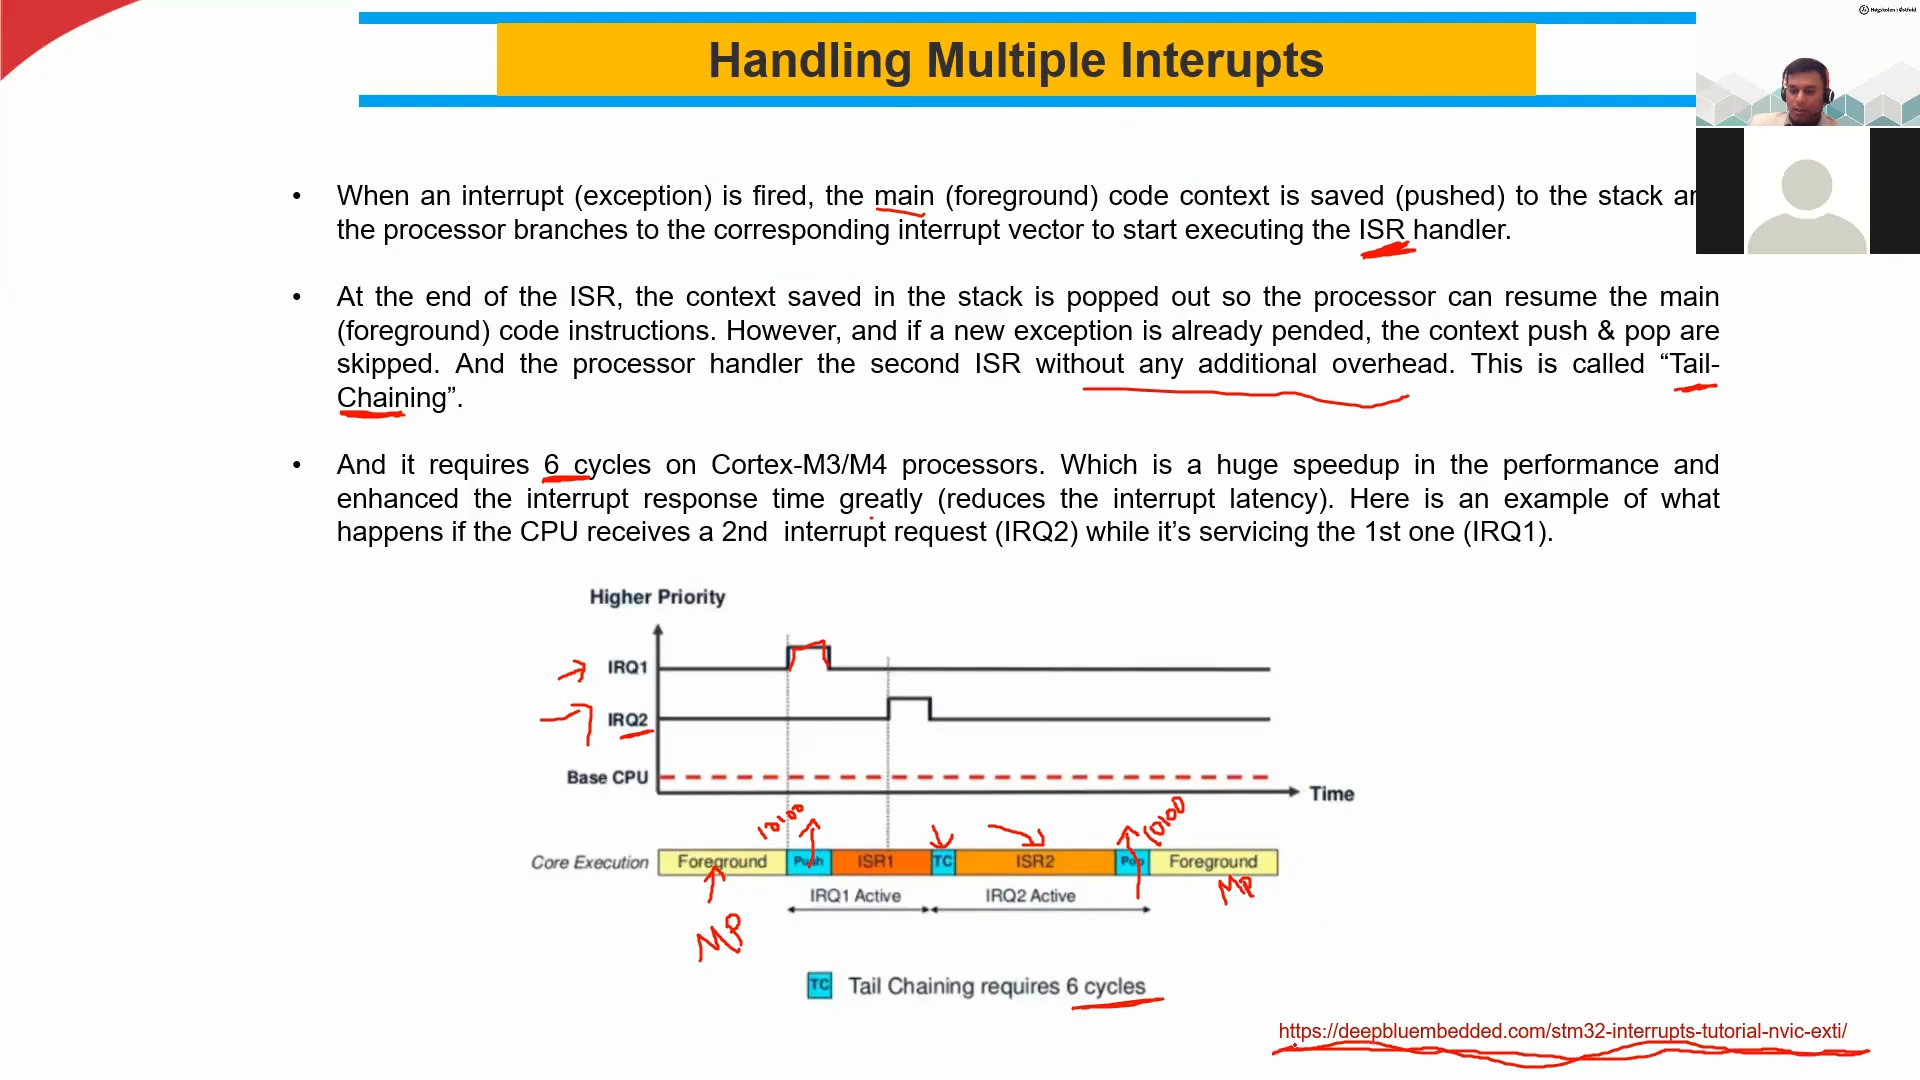 Høgskolen i Østfold
Handling Multiple Interupts
• When an interrupt (exception) is fired, the main (foreground) code context is saved (pushed) to the stack an
the processor branches to the corresponding interrupt vector to start executing the ISR handler.
• At the end of the ISR, the context saved in the stack is popped out so the processor can resume the main
(foreground) code instructions. However, and if a new exception is already pended, the context push & pop are
skipped. And the processor handler the second ISR without any additional overhead. This is called “Tail-
Chaining”.
• And it requires 6 cycles on Cortex-M3/M4 processors. Which is a huge speedup in the performance and
enhanced the interrupt response time greatly (reduces the interrupt latency). Here is an example of what
happens if the CPU receives a 2nd interrupt request (IRQ2) while it’s servicing the 1st one (IRQ1).
Higher Priority
IRQ1
IRQ2
Base CPU
Time
10100
Core Execution Foreground Push ISR1 TC ISR2 Pop Foreground
IRQ1 Active IRQ2 Active
MP
MP
TC Tail Chaining requires 6 cycles
https://deepbluembedded.com/stm32-interrupts-tutorial-nvic-exti/